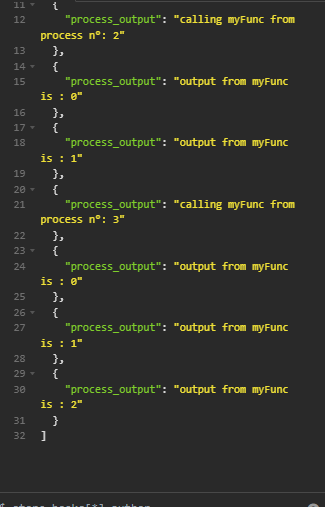 11 {
12 "process_output": "calling myFunc from
process n°: 2"
13 },
14 {
15 "process_output": "output from myFunc
is : 0"
16 },
17 {
18 "process_output": "output from myFunc
is : 1"
19 },
20 {
21 "process_output": "calling myFunc from
process n°: 3"
22 },
23 {
24 "process_output": "output from myFunc
is : 0"
25 },
26 {
27 "process_output": "output from myFunc
is : 1"
28 },
29 {
30 "process_output": "output from myFunc
is : 2"
31 }
32 ]